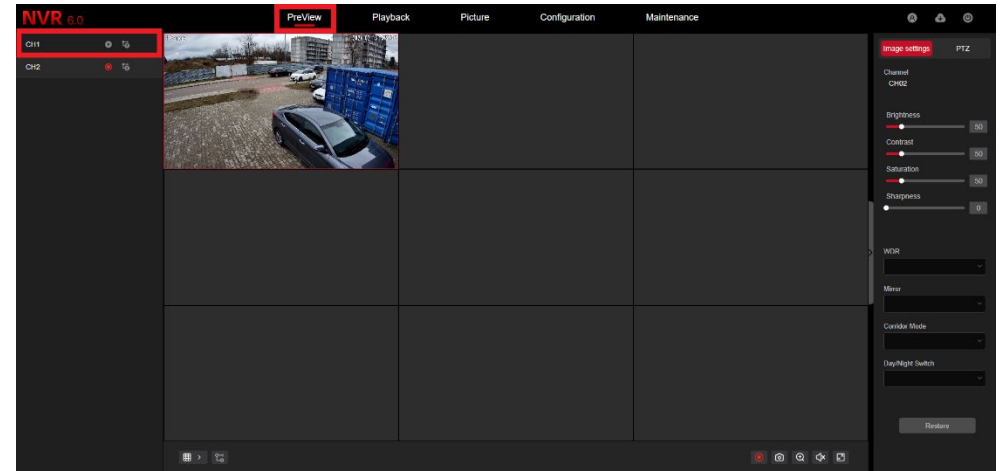 NVR 6.0
PreView
Playback
Picture
Configuration
Maintenance
CH1
CH2
Image settings
PTZ
Channel
CH02
Brightness
50
Contrast
50
Saturation
50
Sharpness
0
WDR
Mirror
Corridor Mode
Day/Night Switch
Restore